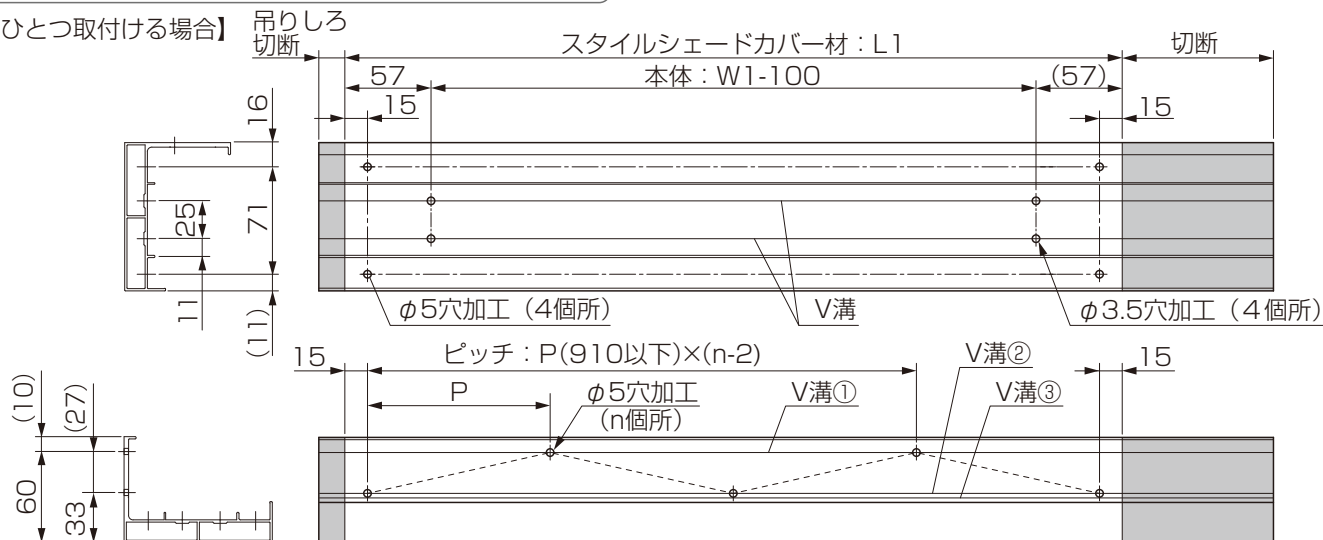 ひとつ取付ける場合】
吊りしろ
切断
スタイルシェードカバー材：L1
切断
57
本体：W1-100
(57)
15
15
16
71
25
11
(11)
φ5穴加工（4個所）
V溝
φ3.5穴加工（4個所）
15
ピッチ：P(910以下)×(n-2)
V溝②
15
P
φ5穴加工
(n個所)
V溝①
V溝③
(10)
(27)
60
33